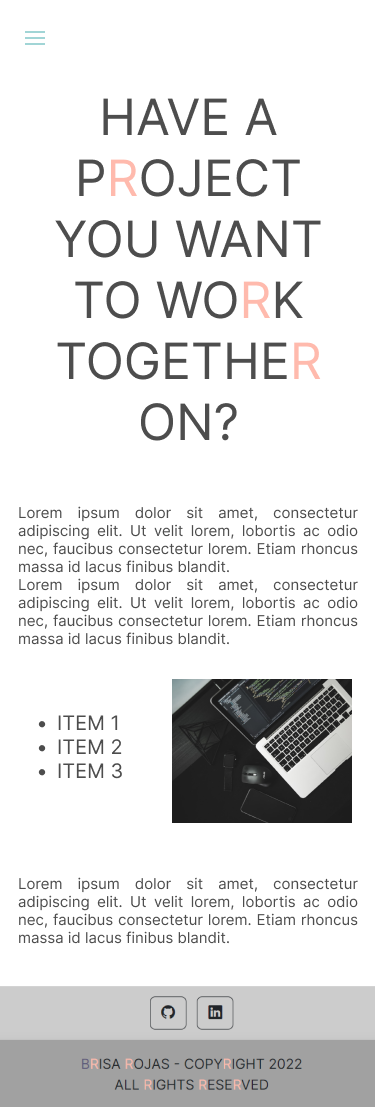 HAVE A
PROJECT
YOU WANT
TO WORK
TOGETHER
ON?
Lorem ipsum dolor sit amet, consectetur
adipiscing elit. Ut velit lorem, lobortis ac odio
nec, faucibus consectetur lorem. Etiam rhoncus
massa id lacus finibus blandit.
Lorem ipsum dolor sit amet, consectetur
adipiscing elit. Ut velit lorem, lobortis ac odio
nec, faucibus consectetur lorem. Etiam rhoncus
massa id lacus finibus blandit.
• ITEM 1
• ITEM 2
• ITEM 3
Lorem ipsum dolor sit amet, consectetur
adipiscing elit. Ut velit lorem, lobortis ac odio
nec, faucibus consectetur lorem. Etiam rhoncus
massa id lacus finibus blandit.
in
BRISA ROJAS - COPYRIGHT 2022
ALL RIGHTS RESERVED